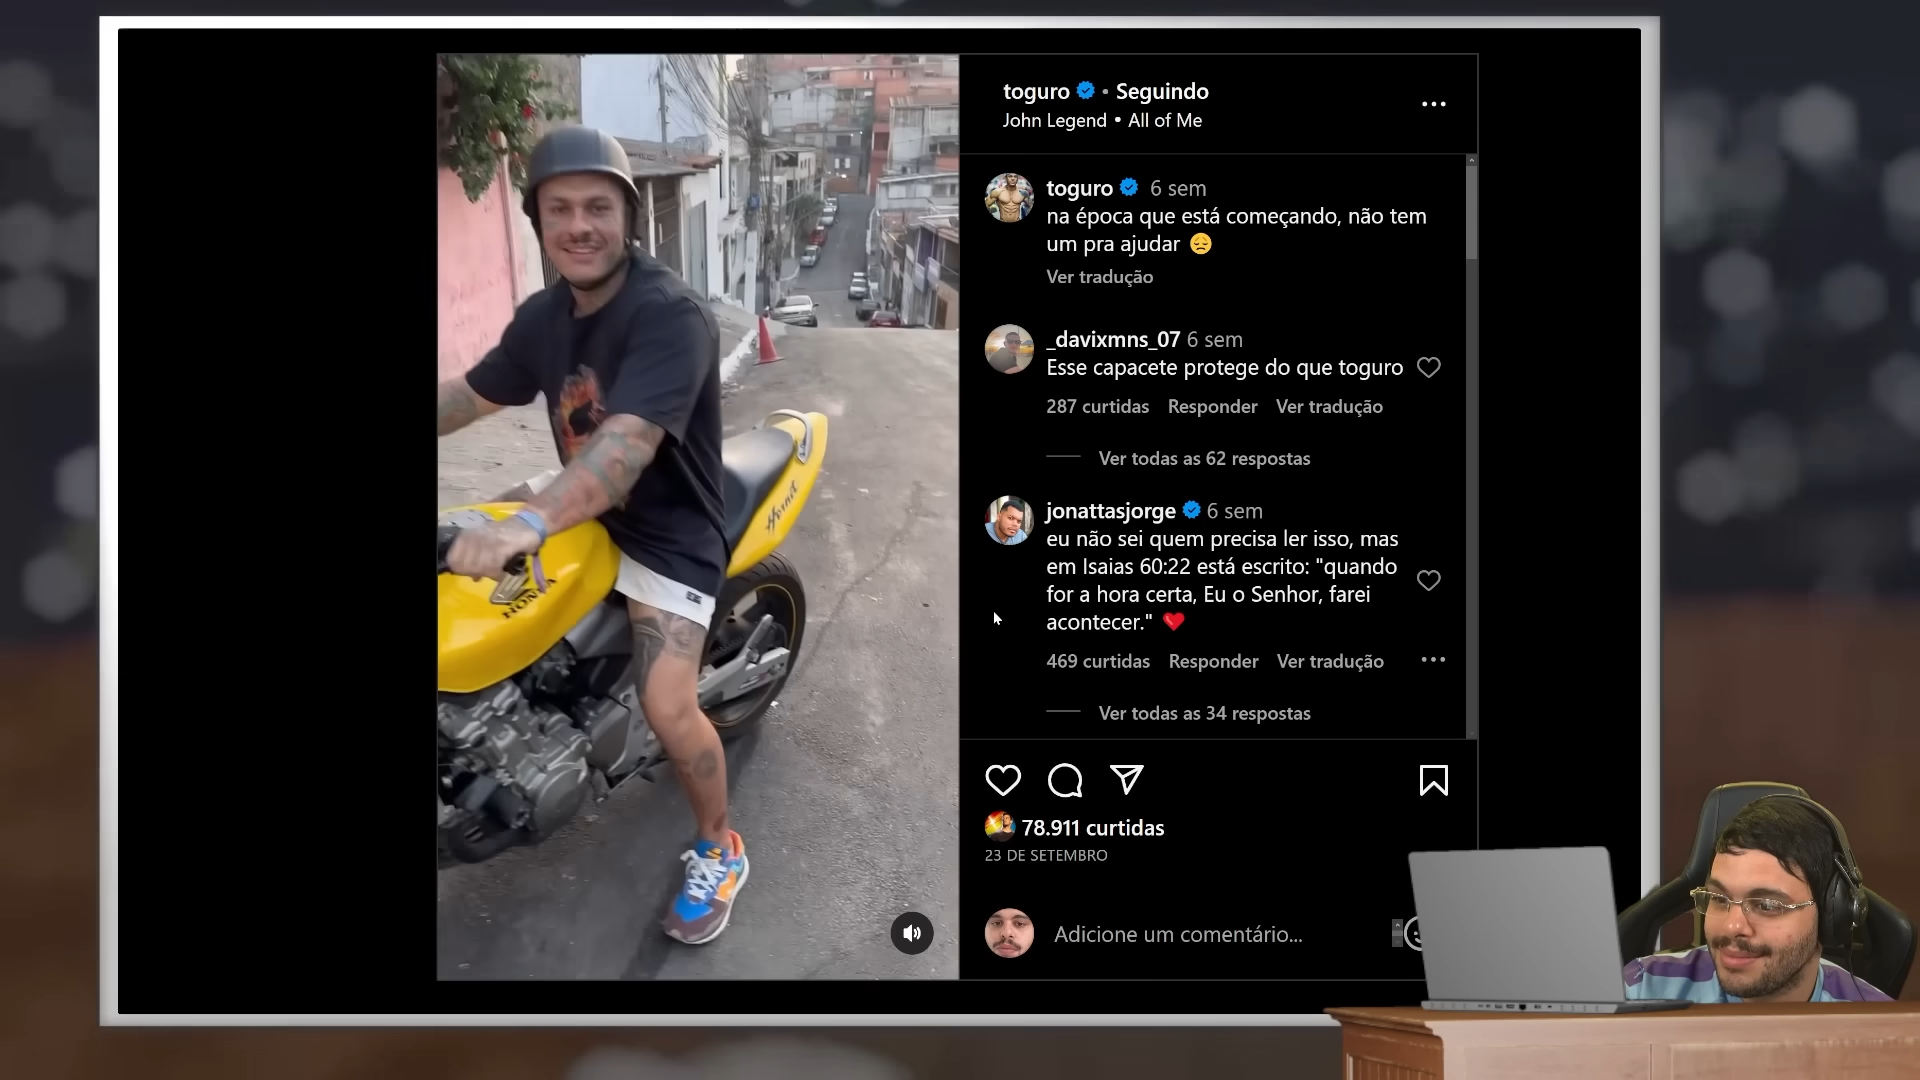 toguro • Seguindo
John Legend • All of Me
toguro 6 sem
na época que está começando, não tem
um pra ajudar 😔
Ver tradução
_davixmns_07 6 sem
Esse capacete protege do que toguro
287 curtidas Responder Ver tradução
Ver todas as 62 respostas
jonattasjorge 6 sem
eu não sei quem precisa ler isso, mas
em Isaias 60:22 está escrito: "quando
for a hora certa, Eu o Senhor, farei
acontecer." ❤️
469 curtidas Responder Ver tradução
Ver todas as 34 respostas
78.911 curtidas
23 DE SETEMBRO
Adicione um comentário...
Hornet
HONDA